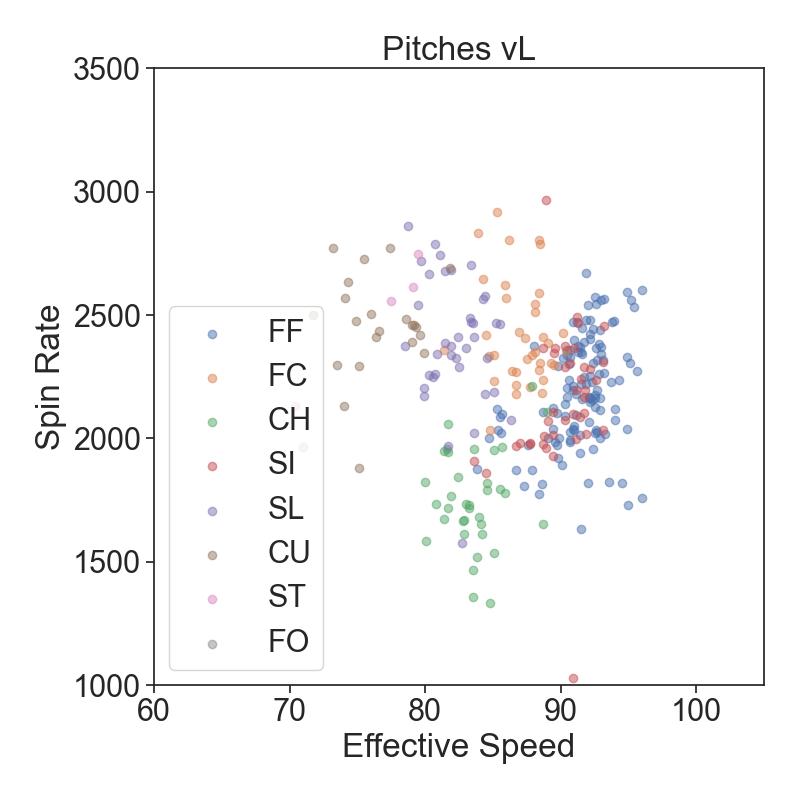 Pitches vL
3500
3000
2500
2000
1500
1000
Spin Rate
FF
FC
CH
SI
SL
CU
ST
FO
60
70
80
90
100
Effective Speed